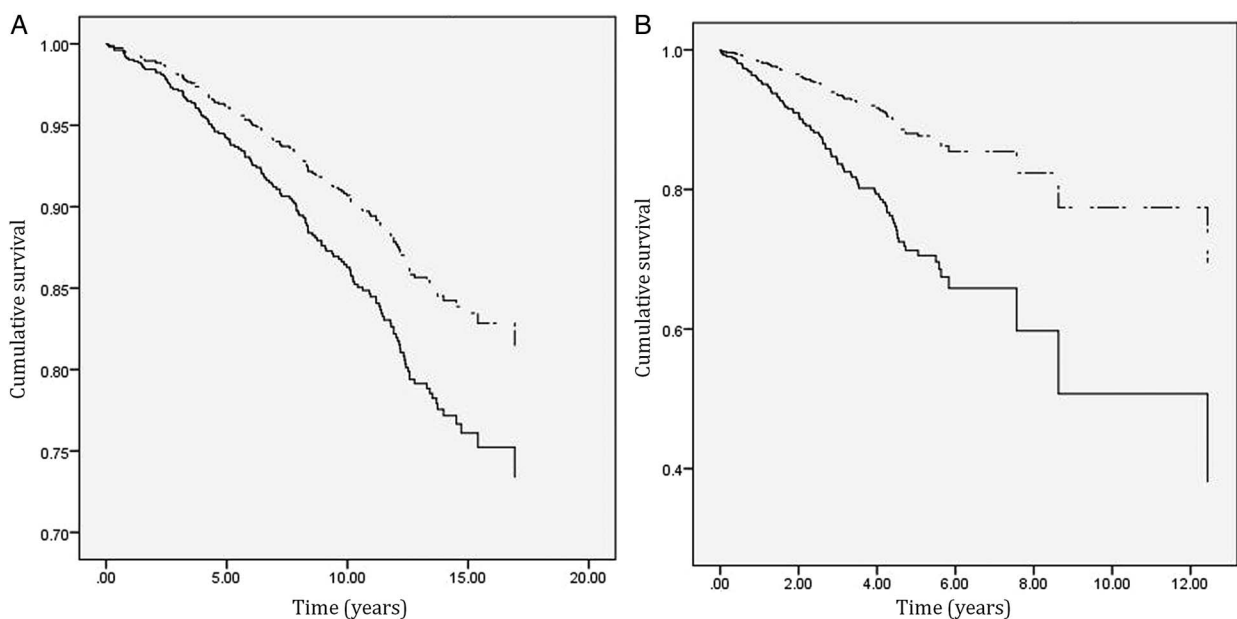 A
1.00
0.95
0.90
0.85
0.80
0.75
0.70
Cumulative survival
.00 5.00 10.00 15.00 20.00
Time (years)
B
1.0
0.8
0.6
0.4
Cumulative survival
.00 2.00 4.00 6.00 8.00 10.00 12.00
Time (years)